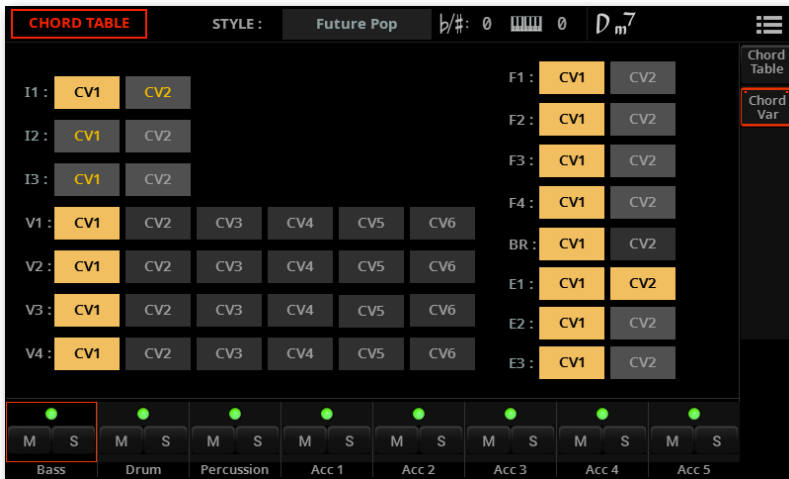 CHORD TABLE STYLE : Future Pop ♭/♯: 0 0 D m7
Chord Table
Chord Var
I1 : CV1 CV2
I2 : CV1 CV2
I3 : CV1 CV2
V1 : CV1 CV2 CV3 CV4 CV5 CV6
V2 : CV1 CV2 CV3 CV4 CV5 CV6
V3 : CV1 CV2 CV3 CV4 CV5 CV6
V4 : CV1 CV2 CV3 CV4 CV5 CV6
F1 : CV1 CV2
F2 : CV1 CV2
F3 : CV1 CV2
F4 : CV1 CV2
BR : CV1 CV2
E1 : CV1 CV2
E2 : CV1 CV2
E3 : CV1 CV2
M S M S M S M S M S M S M S M S
Bass Drum Percussion Acc 1 Acc 2 Acc 3 Acc 4 Acc 5